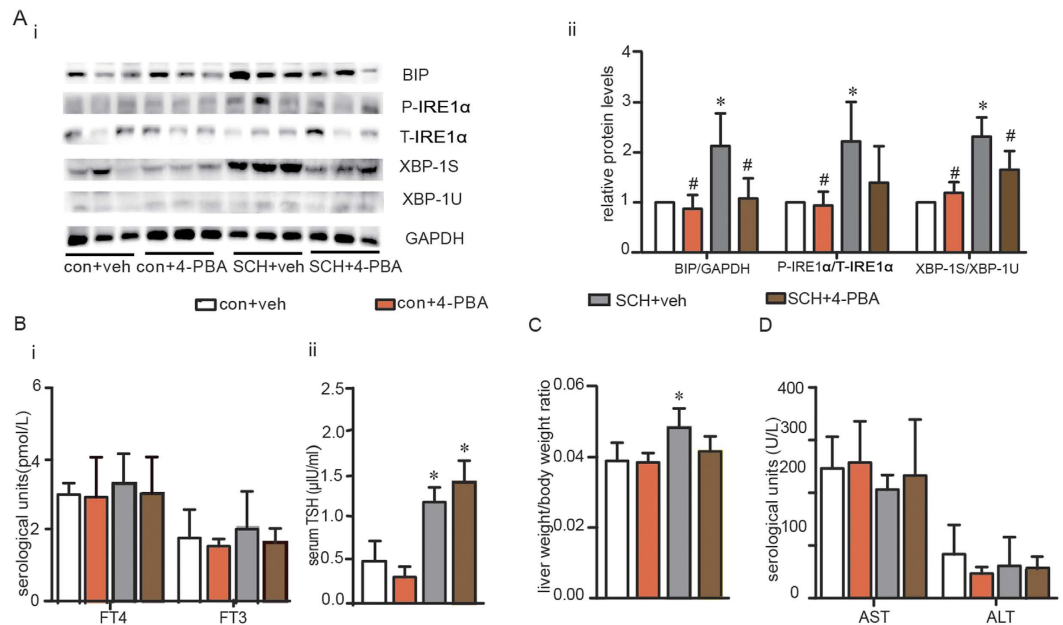 A
i
BIP
P-IRE1α
T-IRE1α
XBP-1S
XBP-1U
GAPDH
con+veh con+4-PBA SCH+veh SCH+4-PBA
ii
relative protein levels
4
3
2
1
0
* * *
# # # # #
BIP/GAPDH P-IRE1α/T-IRE1α XBP-1S/XBP-1U
con+veh con+4-PBA SCH+veh SCH+4-PBA
B
i
serological units(pmol/L)
6
4
2
0
FT4 FT3
ii
serum TSH (μIU/ml)
2.0
1.5
1.0
0.5
0.0
* *
C
liver weight/body weight ratio
0.06
0.04
0.02
0.00
*
D
serological units (U/L)
400
300
200
100
0
AST ALT